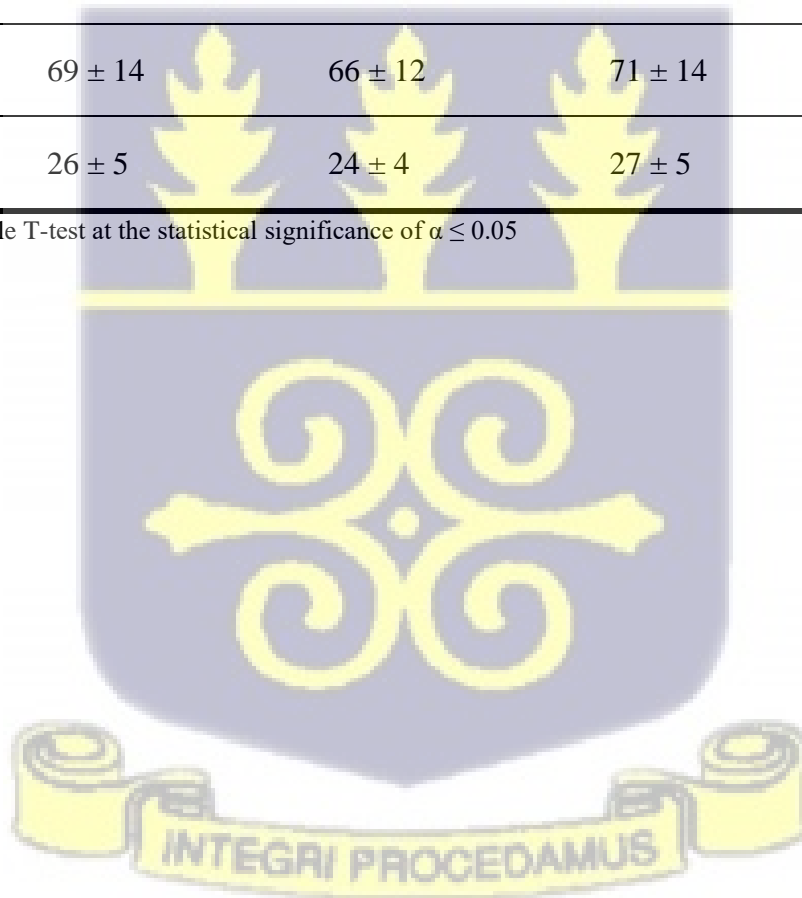 69 ± 14 66 ± 12 71 ± 14
26 ± 5 24 ± 4 27 ± 5
le T-test at the statistical significance of α ≤ 0.05
INTEGRI PROCEDAMUS